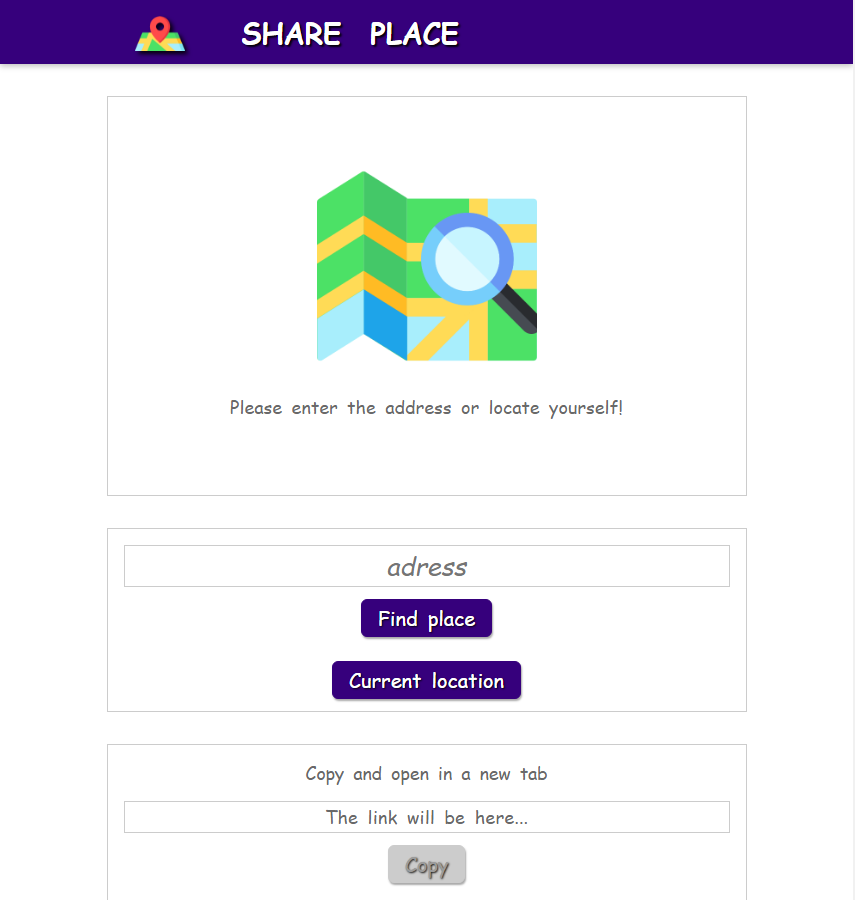 SHARE PLACE
Please enter the address or locate yourself!
adress
Find place
Current location
Copy and open in a new tab
The link will be here...
Copy